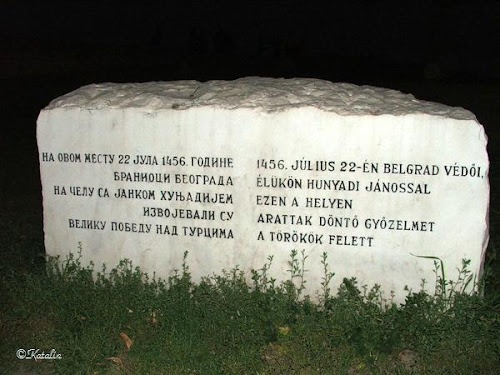 НА ОВОМ МЕСТУ 22 ЈУЛА 1456. ГОДИНЕ
БРАНИОЦИ БЕОГРАДА
НА ЧЕЛУ СА ЈАНКОМ ХУЊАДИЈЕМ
ИЗВОЈЕВАЛИ СУ
ВЕЛИКУ ПОБЕДУ НАД ТУРЦИМА
1456. JÚLIUS 22-ÉN BELGRAD VÉDŐI,
ÉLÜKÖN HUNYADI JÁNOSSAL
EZEN A HELYEN
ARATTAK DÖNTŐ GYŐZELMET
A TÖRÖKÖK FELETT
©Katalin